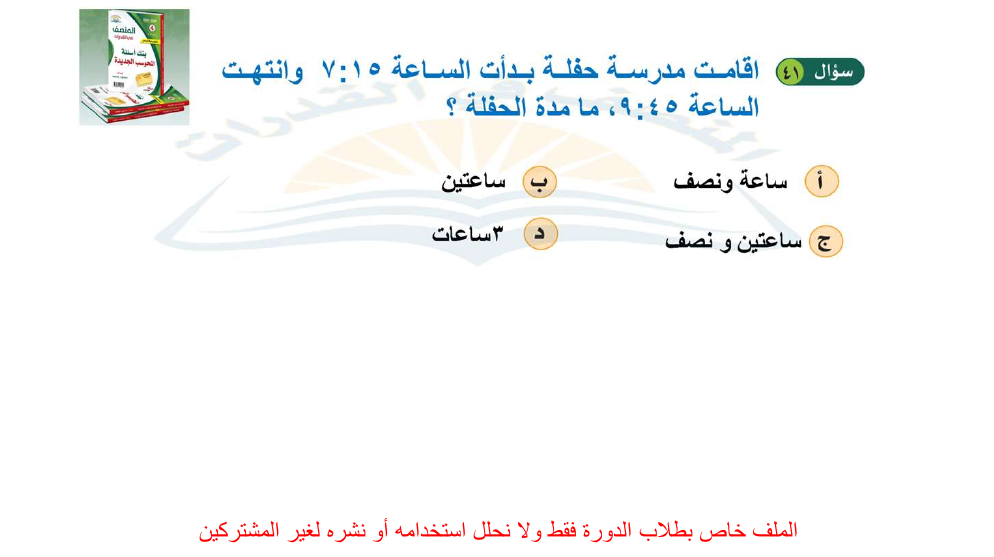 سؤال ٤١
اقامت مدرسة حفلة بدأت الساعة ٧:١٥ وانتهت
الساعة ٩:٤٥، ما مدة الحفلة ؟
أ ساعة ونصف
ب ساعتين
ج ساعتين و نصف
د ٣ساعات
الملف خاص بطلاب الدورة فقط ولا نحلل استخدامه أو نشره لغير المشتركين
المنصف
بنك أسئلة
المحوسب الجديدة